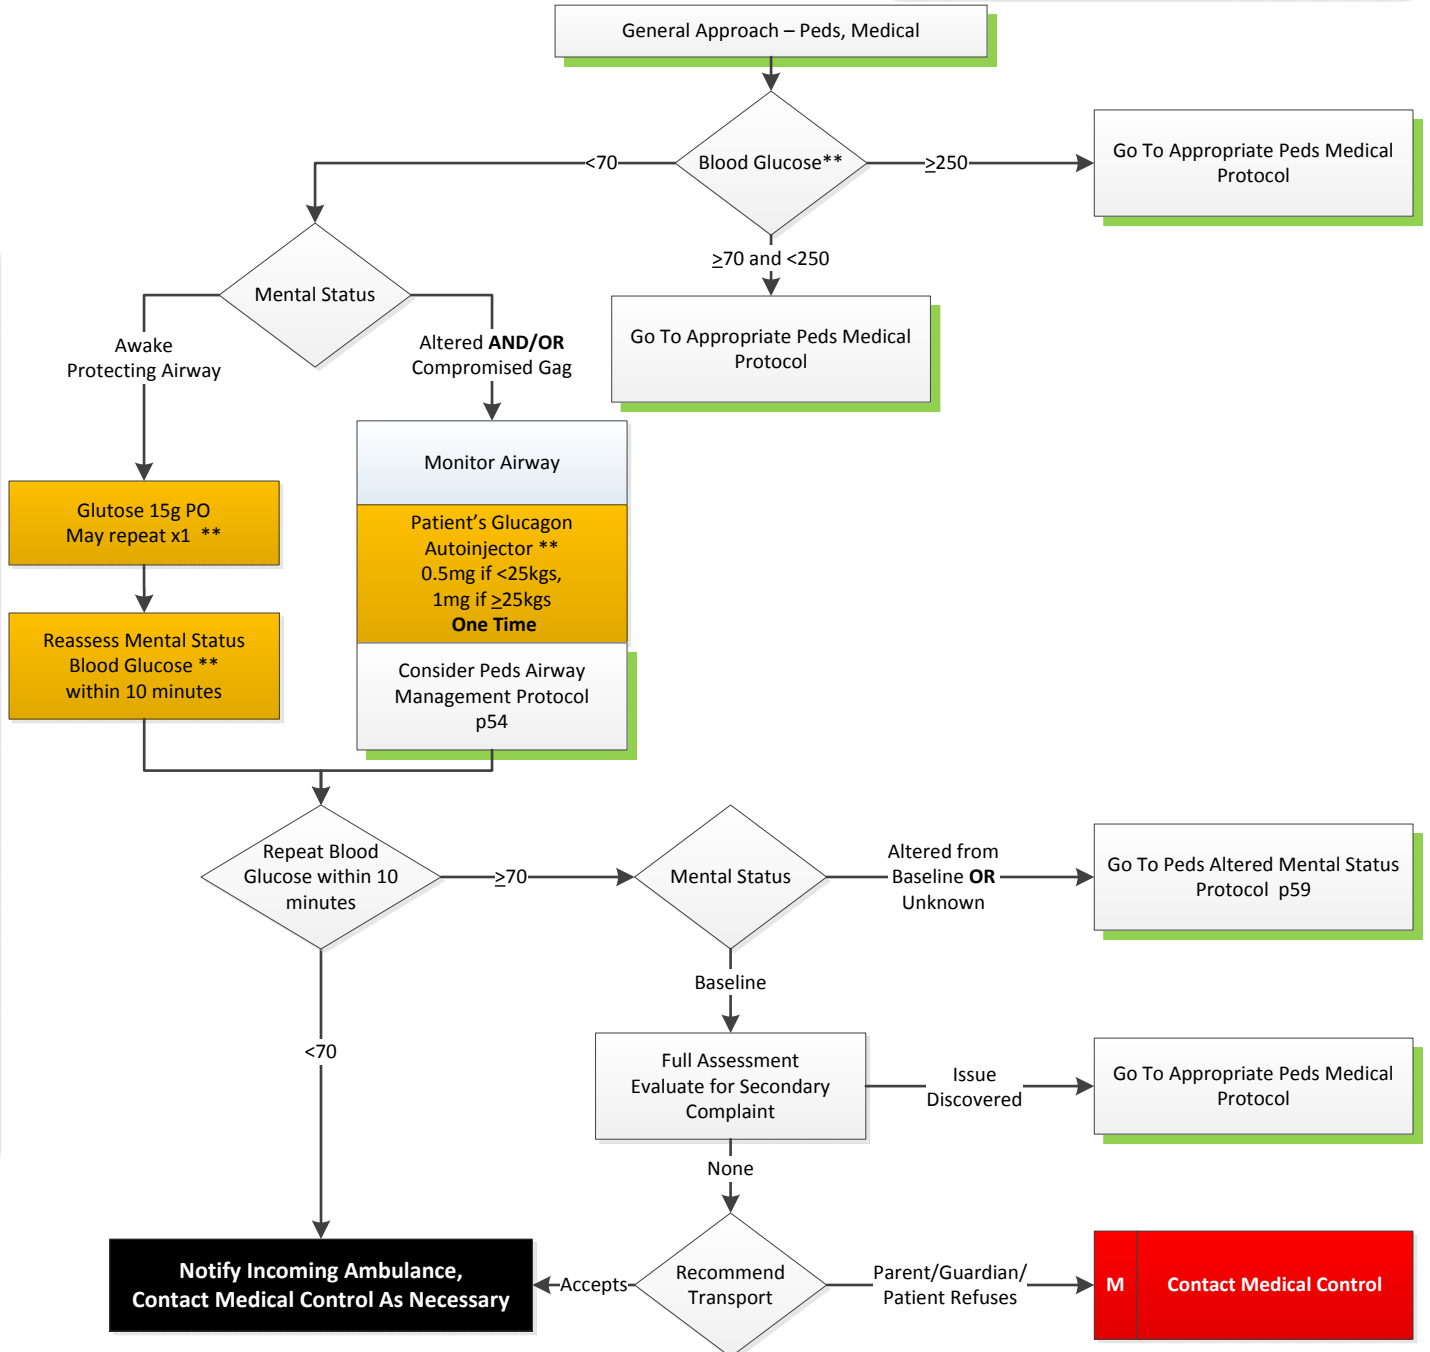 General Approach – Peds, Medical
Blood Glucose**
<70
≥250
Go To Appropriate Peds Medical
Protocol
≥70 and <250
Go To Appropriate Peds Medical
Protocol
Mental Status
Awake
Protecting Airway
Altered AND/OR
Compromised Gag
Monitor Airway
Patient's Glucagon
Autoinjector **
0.5mg if <25kgs,
1mg if ≥25kgs
One Time
Consider Peds Airway
Management Protocol
p54
Glutose 15g PO
May repeat x1 **
Reassess Mental Status
Blood Glucose **
within 10 minutes
Repeat Blood
Glucose within 10
minutes
≥70
Mental Status
Altered from
Baseline OR
Unknown
Go To Peds Altered Mental Status
Protocol p59
Baseline
<70
Full Assessment
Evaluate for Secondary
Complaint
Issue
Discovered
Go To Appropriate Peds Medical
Protocol
None
Recommend
Transport
Accepts
Notify Incoming Ambulance,
Contact Medical Control As Necessary
Parent/Guardian/
Patient Refuses
M
Contact Medical Control